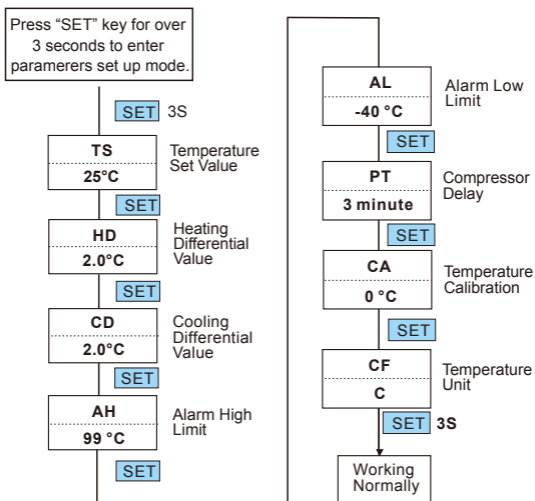 Press “SET” key for over
3 seconds to enter
paramerers set up mode.
SET 3S
TS
25°C
Temperature
Set Value
SET
HD
2.0°C
Heating
Differential
Value
SET
CD
2.0°C
Cooling
Differential
Value
SET
AH
99 °C
Alarm High
Limit
SET
AL
-40 °C
Alarm Low
Limit
SET
PT
3 minute
Compressor
Delay
SET
CA
0 °C
Temperature
Calibration
SET
CF
C
Temperature
Unit
SET 3S
Working
Normally